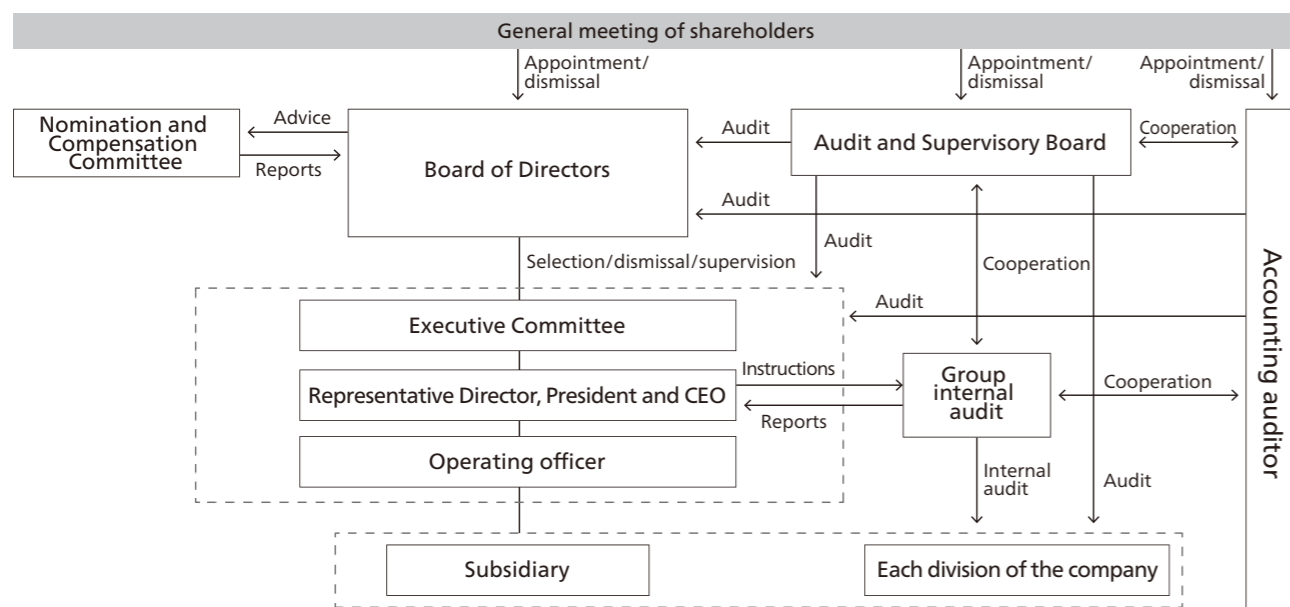 General meeting of shareholders
Appointment/
dismissal
Appointment/
dismissal
Appointment/
dismissal
Nomination and
Compensation
Committee
Advice
Reports
Board of Directors
Audit
Audit and Supervisory Board
Cooperation
Audit
Audit
Selection/dismissal/supervision
Cooperation
Accounting auditor
Audit
Executive Committee
Representative Director, President and CEO
Instructions
Reports
Group
internal
audit
Cooperation
Operating officer
Internal
audit
Audit
Subsidiary
Each division of the company